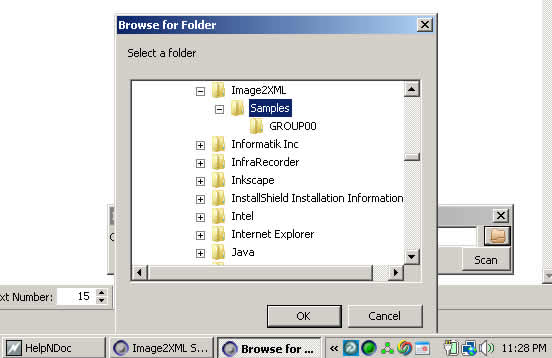 Browse for Folder
Select a folder
Image2XML
Samples
GROUP00
Informatik Inc
InfraRecorder
Inkscape
InstallShield Installation Information
Intel
Internet Explorer
Java
Scan
ext Number: 15
OK Cancel
HelpNDoc Image2XML S... Browse for ... 11:28 PM